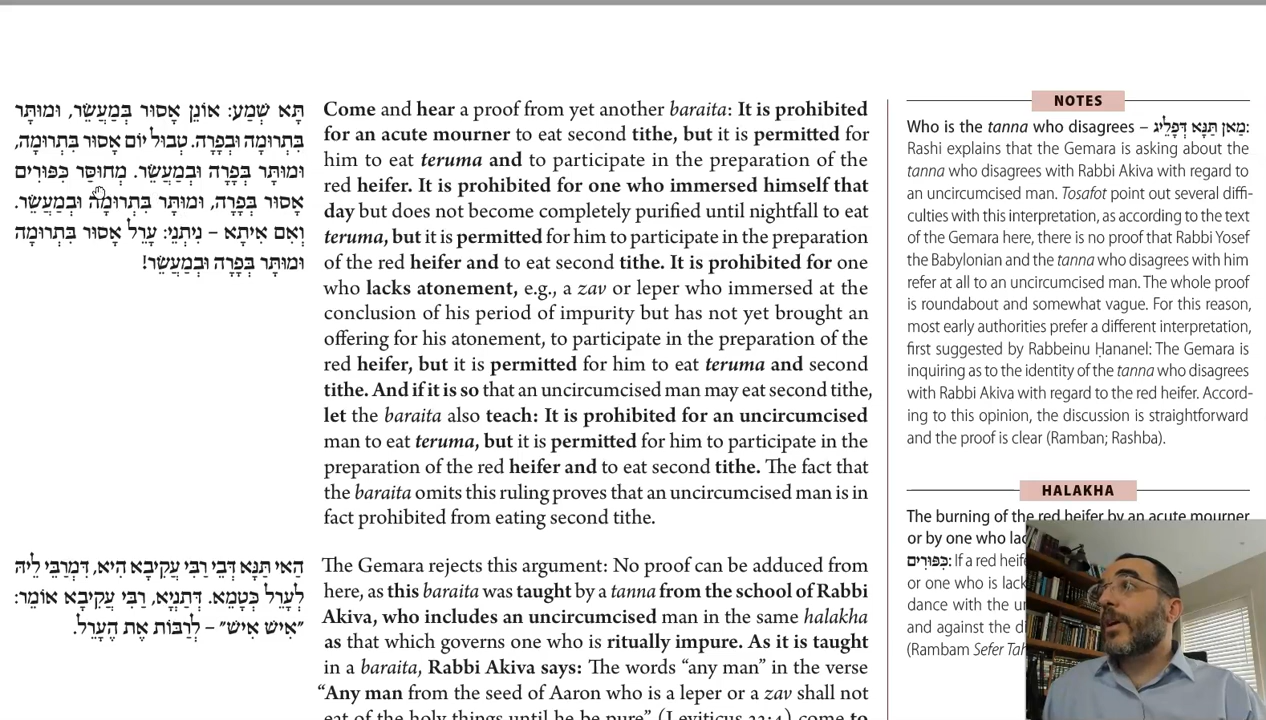 תָּא שְׁמַע: אוֹנֵן אָסוּר בְּמַעֲשֵׂר, וּמוּתָּר
בִּתְרוּמָה וּבְפָרָה. טְבוּל יוֹם אָסוּר בִּתְרוּמָה,
וּמוּתָּר בְּפָרָה וּבְמַעֲשֵׂר. מְחוּסַּר כִּפּוּרִים
אָסוּר בְּפָרָה, וּמוּתָּר בִּתְרוּמָה וּבְמַעֲשֵׂר.
וְאִם אִיתָא – נִיתְנֵי: עָרֵל אָסוּר בִּתְרוּמָה
וּמוּתָּר בְּפָרָה וּבְמַעֲשֵׂר!
הַאי תַּנָּא דְּבֵי רַבִּי עֲקִיבָא הִיא, דִּמְרַבֵּי לֵיהּ
לְעָרֵל כְּטָמֵא. דְּתַנְיָא, רַבִּי עֲקִיבָא אוֹמֵר:
״אִישׁ אִישׁ״ – לְרַבּוֹת אֶת הֶעָרֵל.
Come and hear a proof from yet another baraita: It is prohibited
for an acute mourner to eat second tithe, but it is permitted for
him to eat teruma and to participate in the preparation of the
red heifer. It is prohibited for one who immersed himself that
day but does not become completely purified until nightfall to eat
teruma, but it is permitted for him to participate in the preparation
of the red heifer and to eat second tithe. It is prohibited for one
who lacks atonement, e.g., a zav or leper who immersed at the
conclusion of his period of impurity but has not yet brought an
offering for his atonement, to participate in the preparation of the
red heifer, but it is permitted for him to eat teruma and second
tithe. And if it is so that an uncircumcised man may eat second tithe,
let the baraita also teach: It is prohibited for an uncircumcised
man to eat teruma, but it is permitted for him to participate in the
preparation of the red heifer and to eat second tithe. The fact that
the baraita omits this ruling proves that an uncircumcised man is in
fact prohibited from eating second tithe.
The Gemara rejects this argument: No proof can be adduced from
here, as this baraita was taught by a tanna from the school of Rabbi
Akiva, who includes an uncircumcised man in the same halakha
as that which governs one who is ritually impure. As it is taught
in a baraita, Rabbi Akiva says: The words “any man” in the verse
“Any man from the seed of Aaron who is a leper or a zav shall not
eat of the holy things until he be pure” (Leviticus 22:4) come to
NOTES
Who is the tanna who disagrees – מַאן תַּנָּא דְּפָלֵיג:
Rashi explains that the Gemara is asking about the
tanna who disagrees with Rabbi Akiva with regard to
an uncircumcised man. Tosafot point out several diffi-
culties with this interpretation, as according to the text
of the Gemara here, there is no proof that Rabbi Yosef
the Babylonian and the tanna who disagrees with him
refer at all to an uncircumcised man. The whole proof
is roundabout and somewhat vague. For this reason,
most early authorities prefer a different interpretation,
first suggested by Rabbeinu Ḥananel: The Gemara is
inquiring as to the identity of the tanna who disagrees
with Rabbi Akiva with regard to the red heifer. Accord-
ing to this opinion, the discussion is straightforward
and the proof is clear (Ramban; Rashba).
HALAKHA
The burning of the red heifer by an acute mourner
or by one who
כִּפּוּרִים: If a red
or one who is
dance with the
and against the
(Rambam Sefer